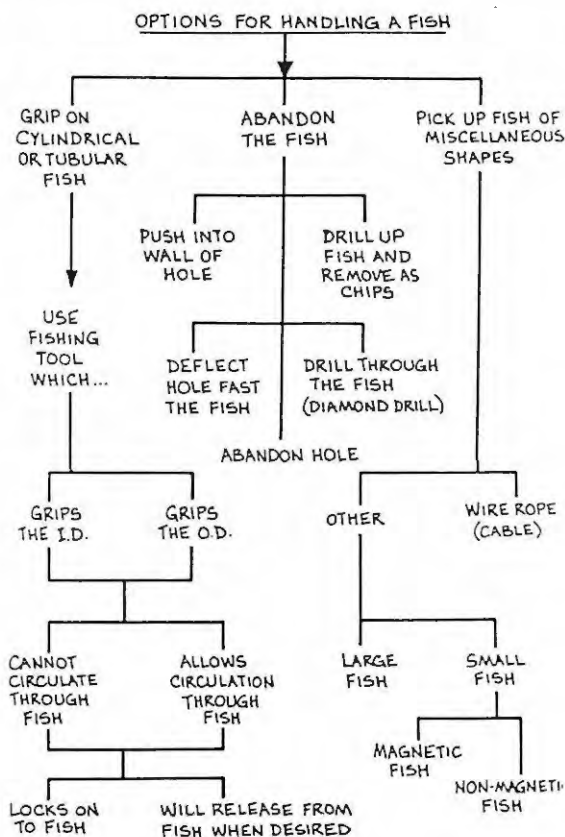 OPTIONS FOR HANDLING A FISH
GRIP ON
CYLINDRICAL
OR TUBULAR
FISH
ABANDON
THE FISH
PICK UP FISH OF
MISCELLANEOUS
SHAPES
PUSH INTO
WALL OF
HOLE
DRILL UP
FISH AND
REMOVE AS
CHIPS
USE
FISHING
TOOL
WHICH...
DEFLECT
HOLE FAST
THE FISH
DRILL THROUGH
THE FISH
(DIAMOND DRILL)
ABANDON HOLE
GRIPS
THE I.D.
GRIPS
THE O.D.
OTHER
WIRE ROPE
(CABLE)
CANNOT
CIRCULATE
THROUGH
FISH
ALLOWS
CIRCULATION
THROUGH
FISH
LARGE
FISH
SMALL
FISH
MAGNETIC
FISH
NON-MAGNETI
FISH
LOCKS ON
TO FISH
WILL RELEASE FROM
FISH WHEN DESIRED